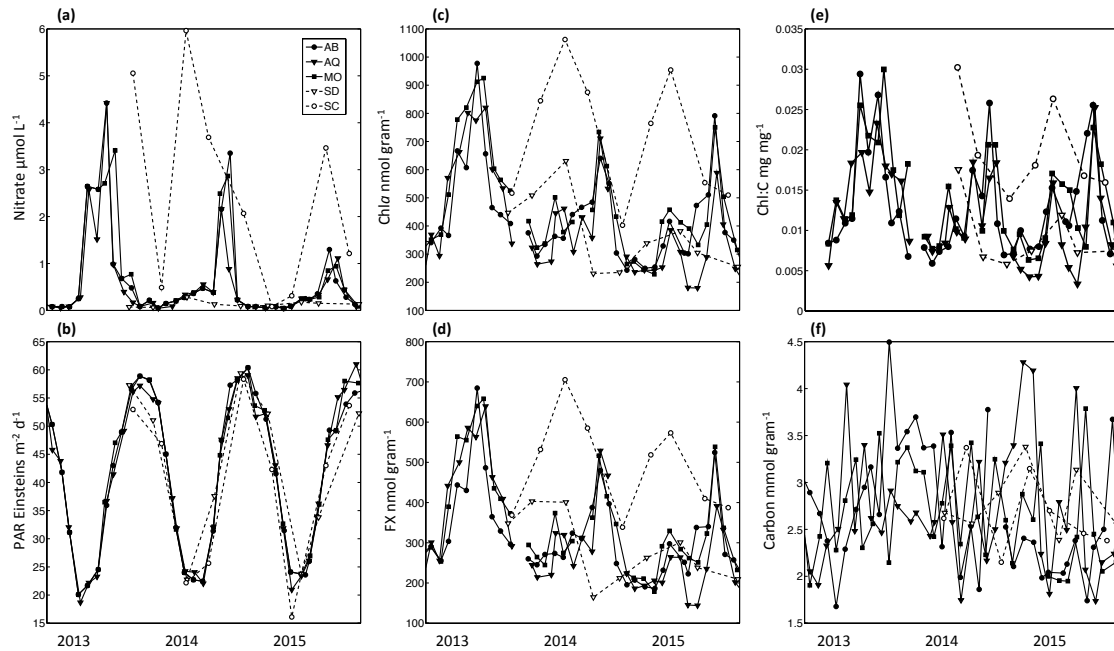 (a)
Nitrate µmol L-1
6
5
4
3
2
1
0
AB
AQ
MO
SD
SC
(b)
PAR Einsteins m-2 d-1
65
60
55
50
45
40
35
30
25
20
15
2013 2014 2015
(c)
Chla nmol gram-1
1100
1000
900
800
700
600
500
400
300
200
100
(d)
FX nmol gram-1
800
700
600
500
400
300
200
100
0
2013 2014 2015
(e)
Chl:C mg mg-1
0.035
0.03
0.025
0.02
0.015
0.01
0.005
0
(f)
Carbon mmol gram-1
4.5
4
3.5
3
2.5
2
1.5
2013 2014 2015